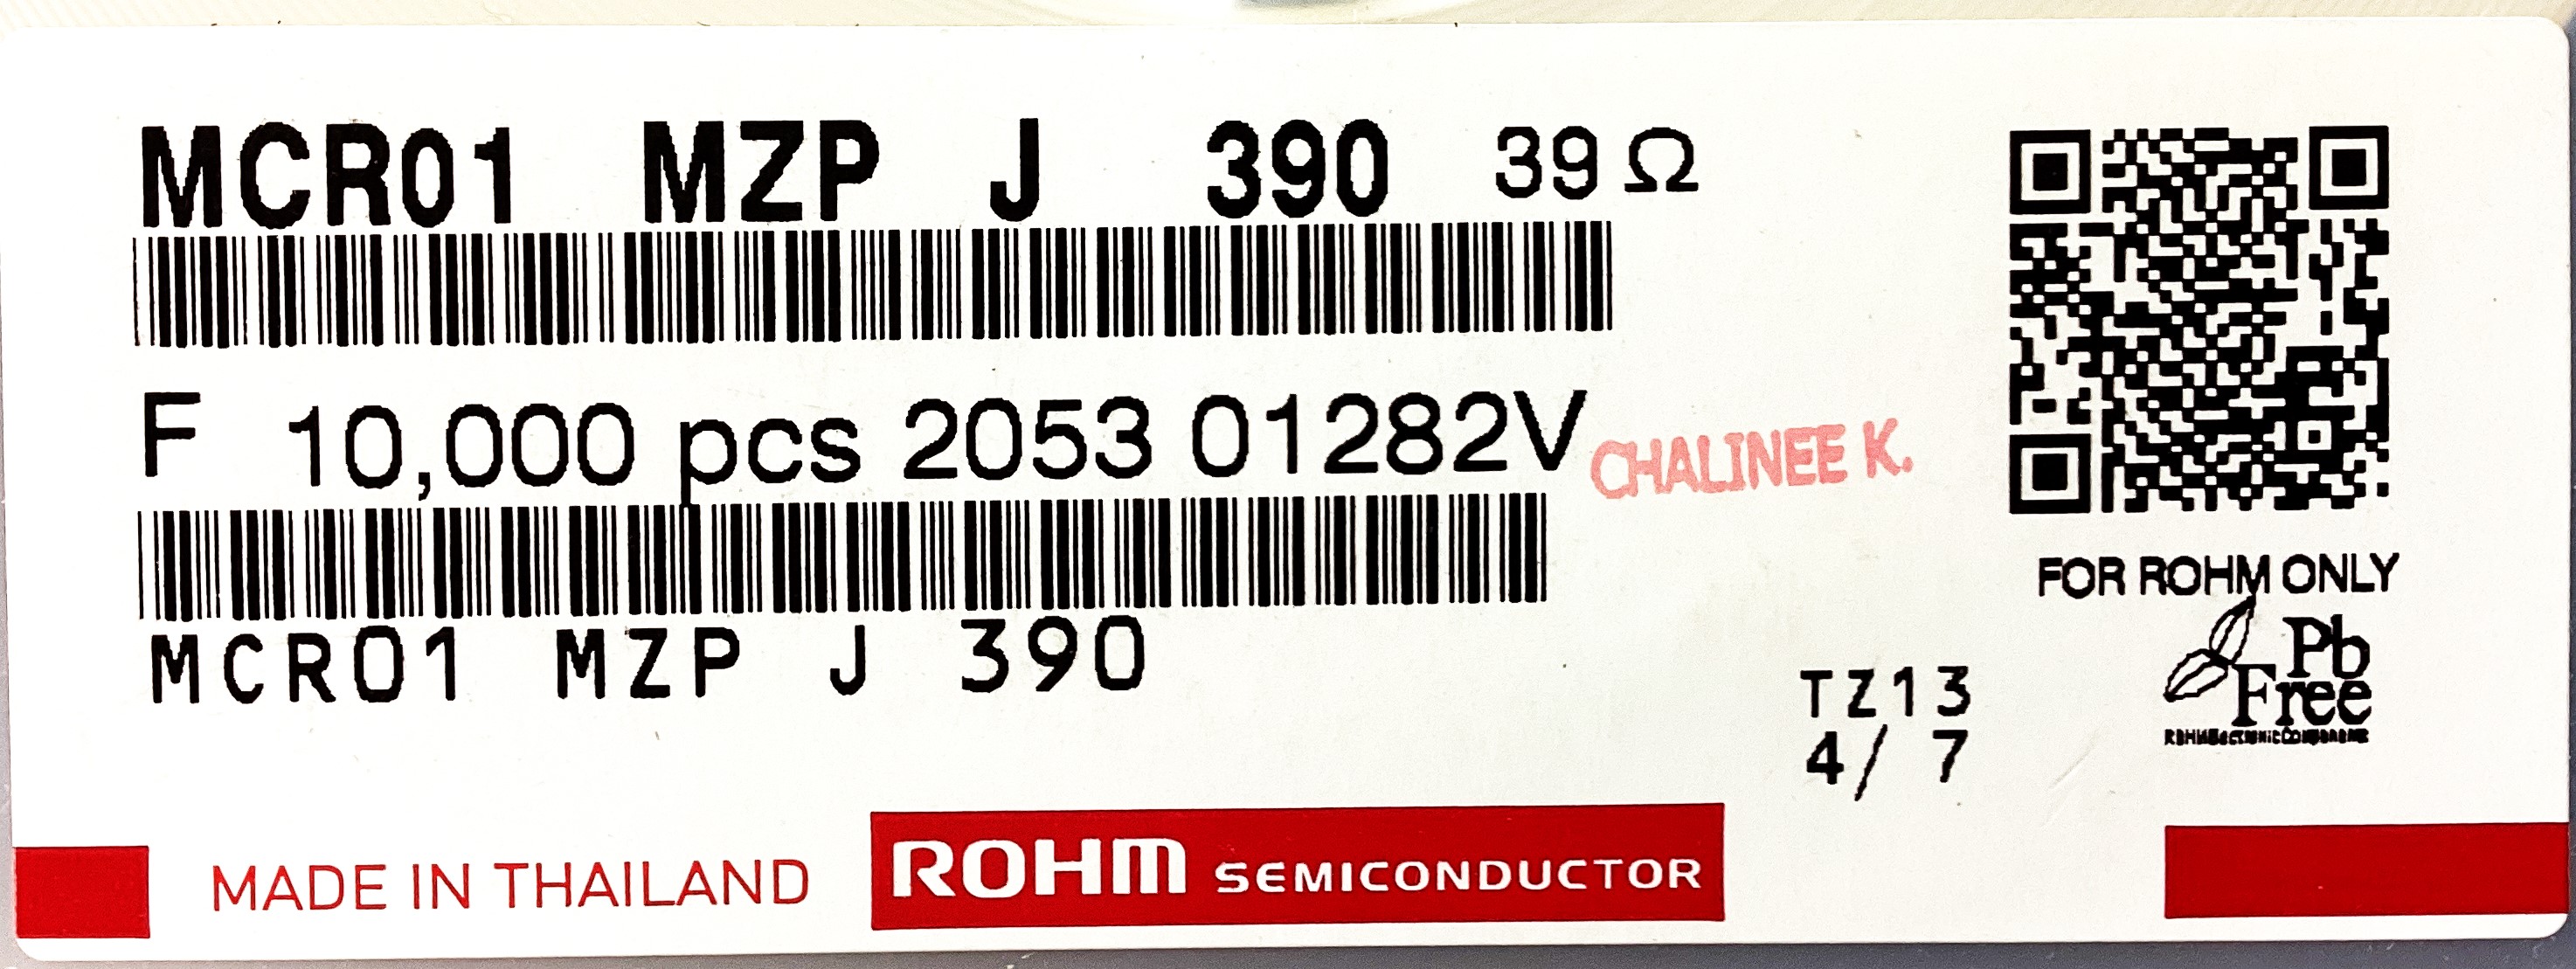 MCR01 MZP J 390 39Ω
F 10,000 pcs 2053 01282V
CHALINEE K.
MCR01 MZP J 390
FOR ROHM ONLY
Pb
Free
TZ13
4/ 7
MADE IN THAILAND
ROHM SEMICONDUCTOR